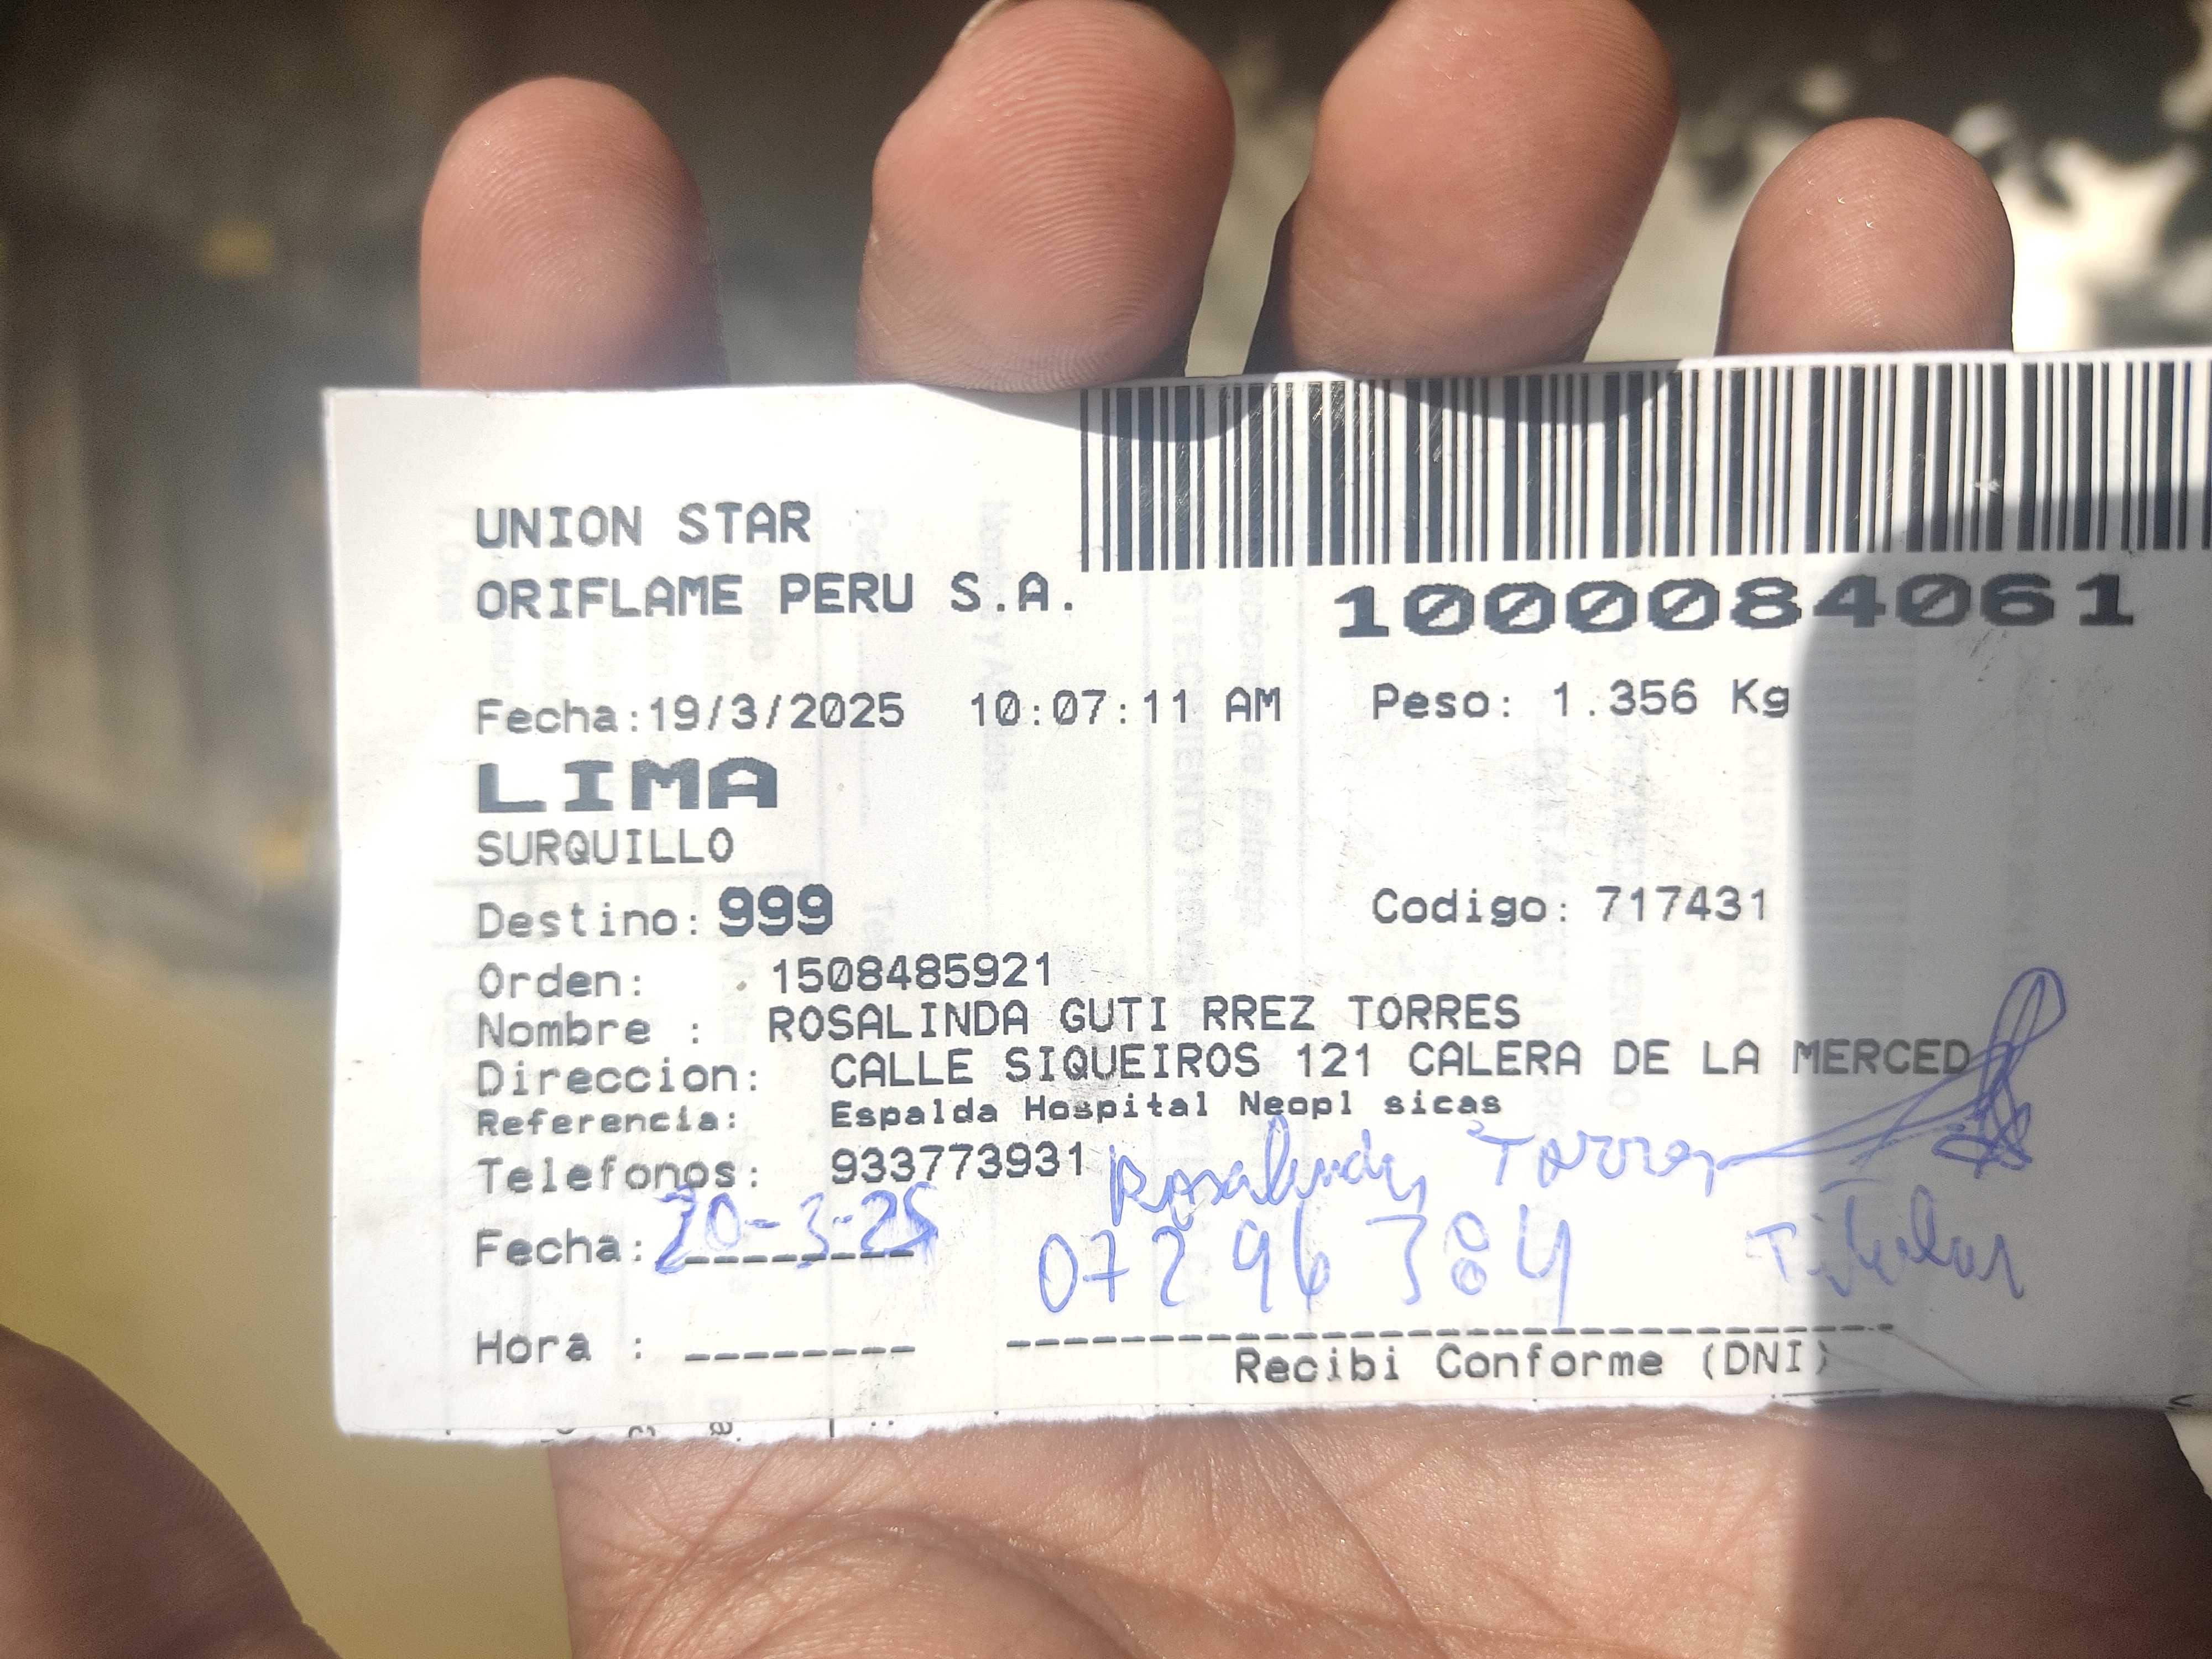 UNION STAR
ORIFLAME PERU S.A.
1000084061
Fecha:19/3/2025 10:07:11 AM Peso: 1.356 Kg
LIMA
SURQUILLO
Destino: 999 Codigo: 717431
Orden: 1508485921
Nombre : ROSALINDA GUTI RREZ TORRES
Direccion: CALLE SIQUEIROS 121 CALERA DE LA MERCED
Referencia: Espalda Hospital Neopl sicas
Telefonos: 933773931 Rosalinda Torres
Fecha: 20-3-25 07296384 Titular
Hora : --------
Recibi Conforme (DNI)